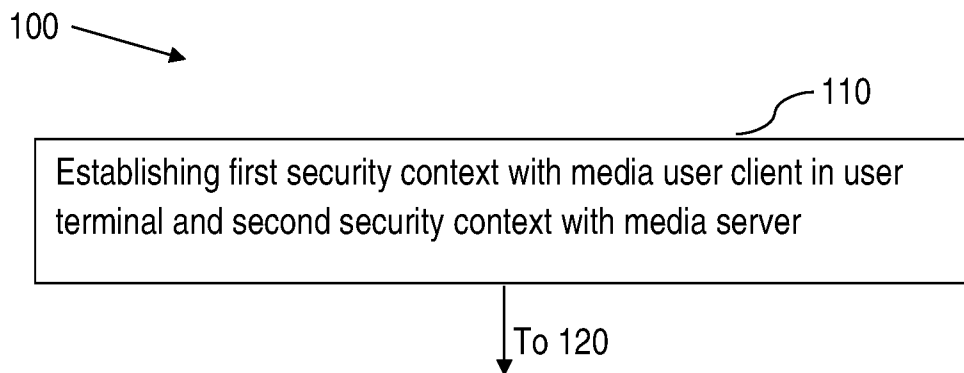 100
110
Establishing first security context with media user client in user
terminal and second security context with media server
To 120